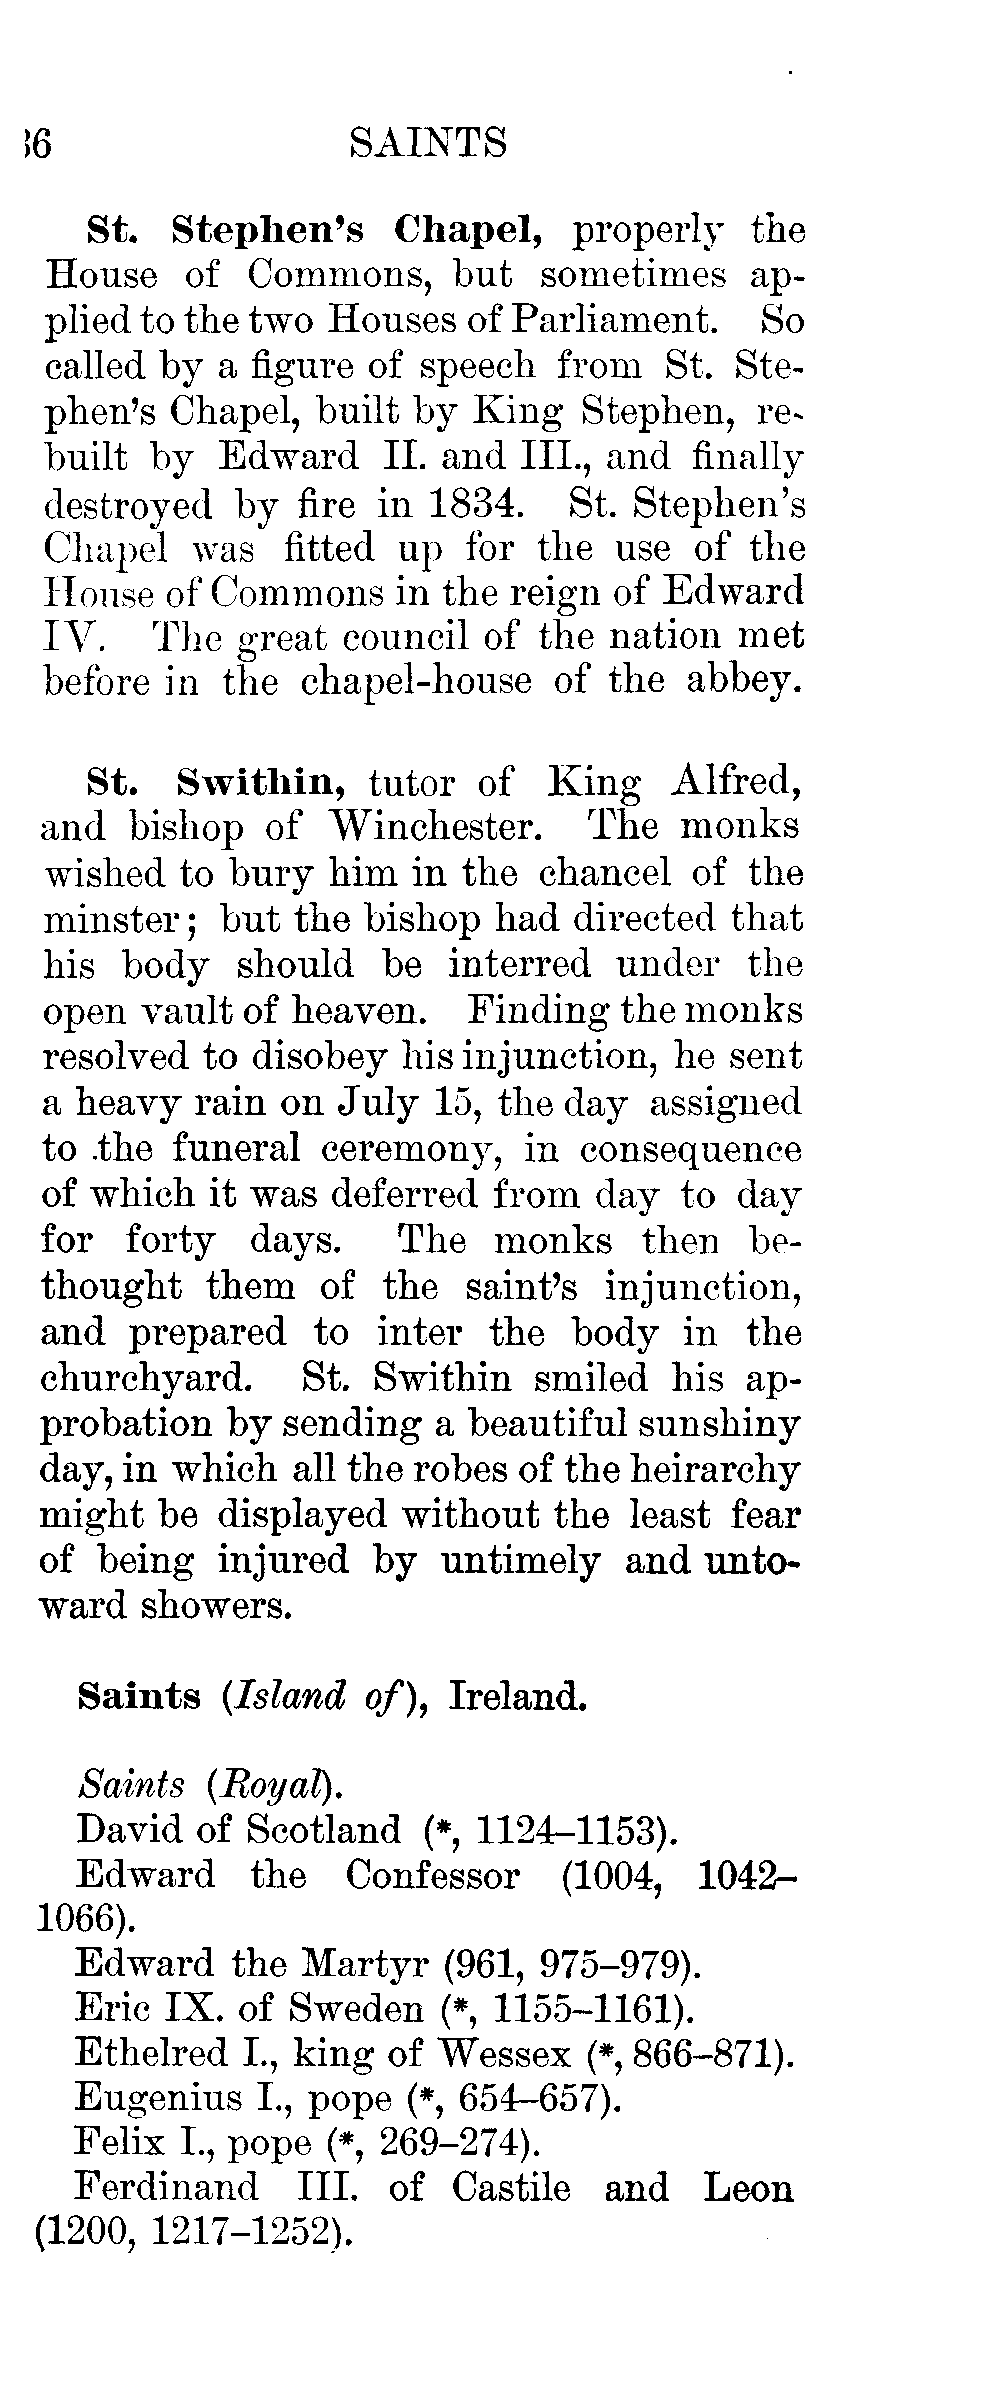 36 SAINTS
St. Stephen's Chapel, properly the
House of Commons, but sometimes ap-
plied to the two Houses of Parliament. So
called by a figure of speech from St. Ste-
phen's Chapel, built by King Stephen, re-
built by Edward II. and III., and finally
destroyed by fire in 1834. St. Stephen's
Chapel was fitted up for the use of the
House of Commons in the reign of Edward
IV. The great council of the nation met
before in the chapel-house of the abbey.
St. Swithin, tutor of King Alfred,
and bishop of Winchester. The monks
wished to bury him in the chancel of the
minster; but the bishop had directed that
his body should be interred under the
open vault of heaven. Finding the monks
resolved to disobey his injunction, he sent
a heavy rain on July 15, the day assigned
to the funeral ceremony, in consequence
of which it was deferred from day to day
for forty days. The monks then be-
thought them of the saint's injunction,
and prepared to inter the body in the
churchyard. St. Swithin smiled his ap-
probation by sending a beautiful sunshiny
day, in which all the robes of the heirarchy
might be displayed without the least fear
of being injured by untimely and unto-
ward showers.
Saints (Island of), Ireland.
Saints (Royal).
David of Scotland (*, 1124–1153).
Edward the Confessor (1004, 1042–
1066).
Edward the Martyr (961, 975–979).
Eric IX. of Sweden (*, 1155–1161).
Ethelred I., king of Wessex (*, 866–871).
Eugenius I., pope (*, 654–657).
Felix I., pope (*, 269–274).
Ferdinand III. of Castile and Leon
(1200, 1217–1252).